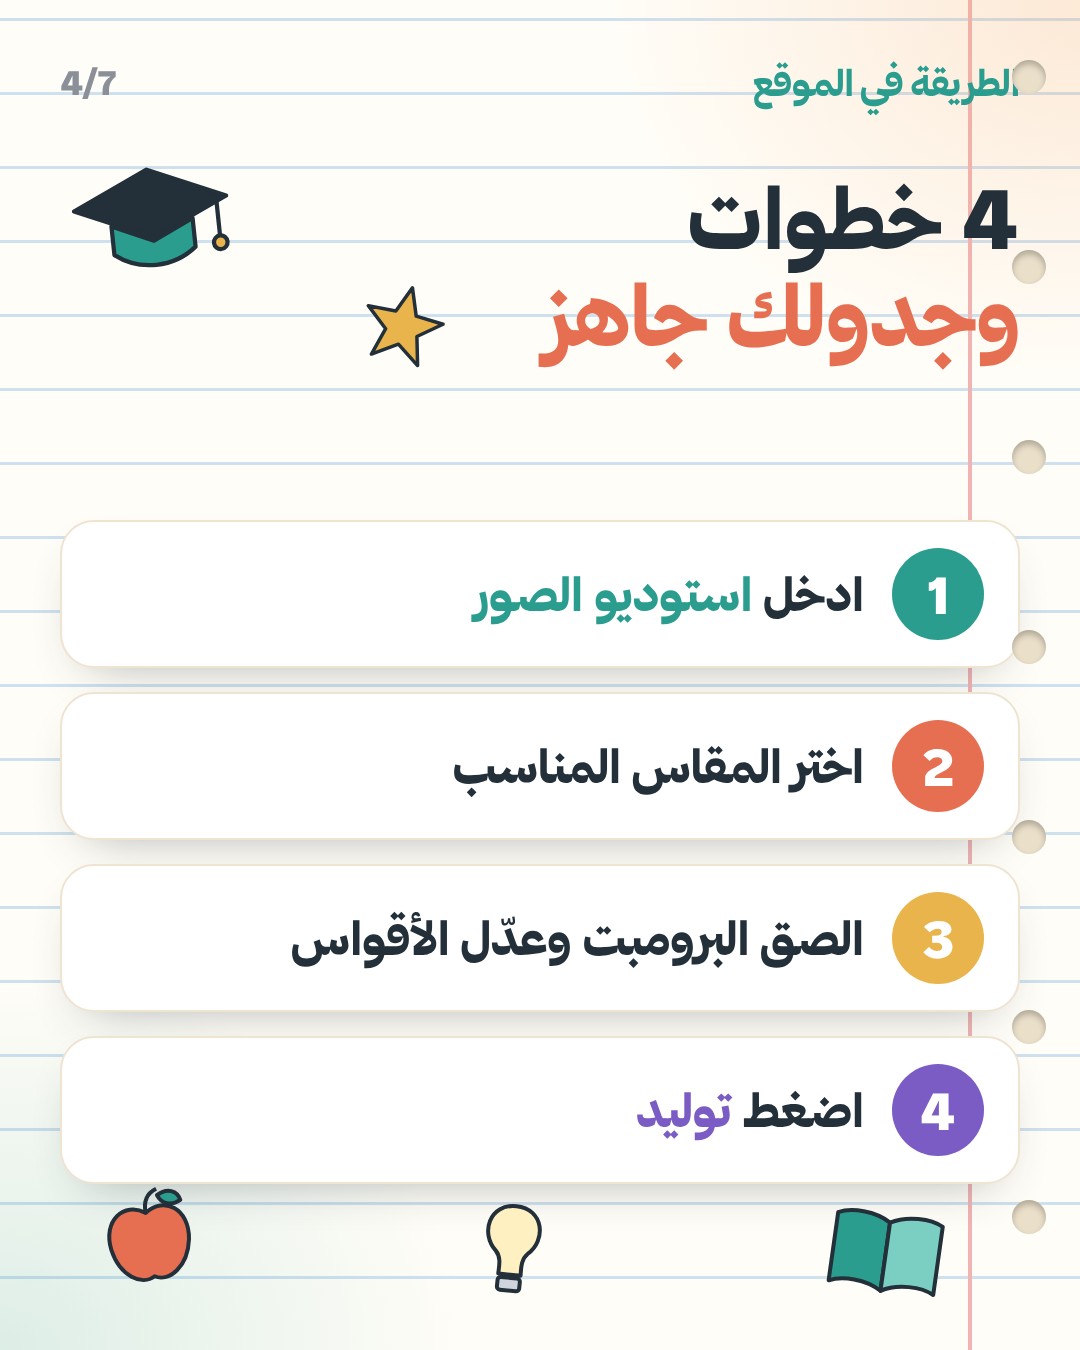 الطريقة في الموقع
4/7
4 خطوات
وجدولك جاهز
1 ادخل استوديو الصور
2 اختر المقاس المناسب
3 الصق البرومبت وعدّل الأقواس
4 اضغط توليد